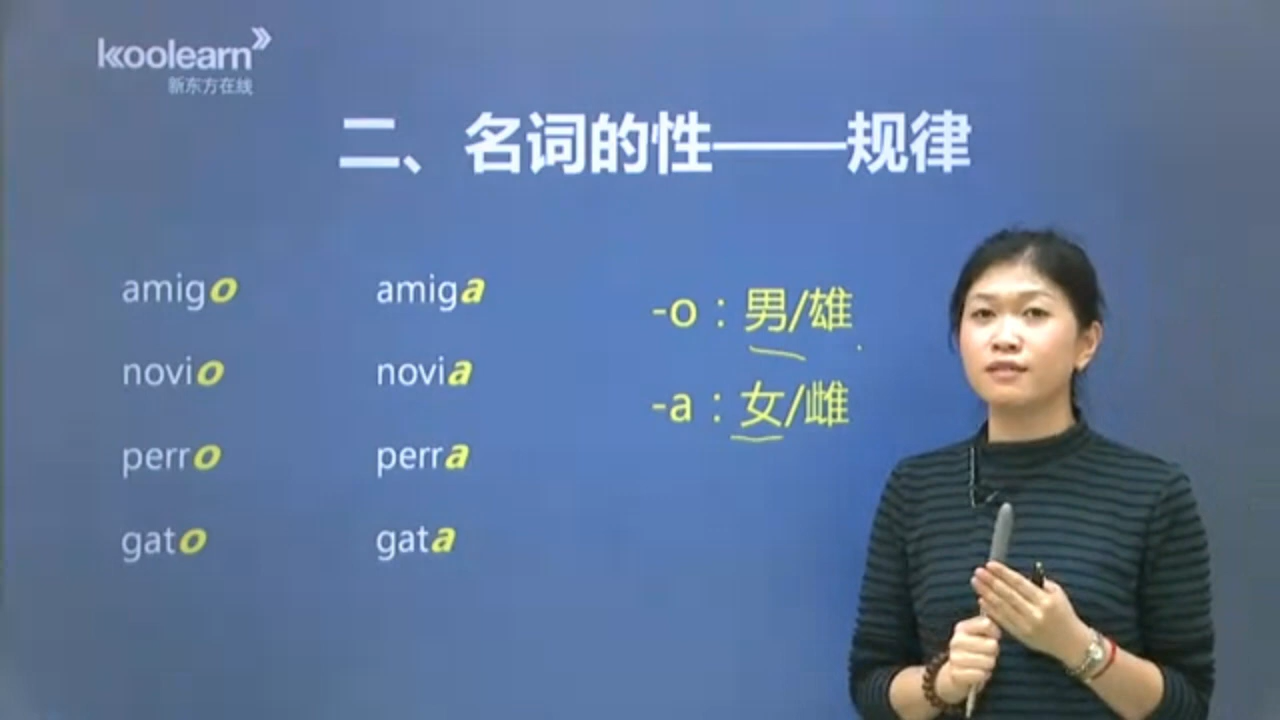 koolearn
新东方在线
二、名词的性——规律
amigo amiga
novio novia
perro perra
gato gata
-o：男/雄
-a：女/雌